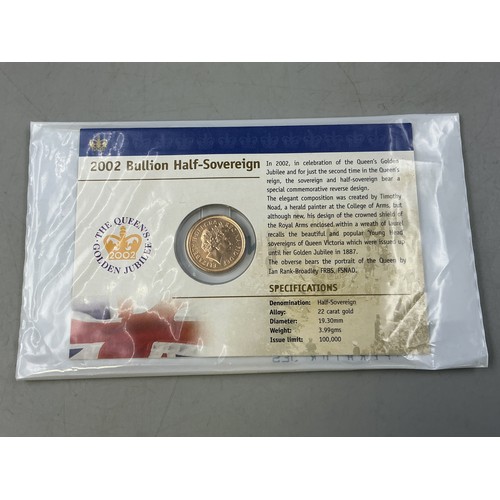 2002 Bullion Half-Sovereign
In 2002, in celebration of the Queen's Golden
Jubilee and for just the second time in the Queen's
reign, the sovereign and half-sovereign bear a
special commemorative reverse design.
The elegant composition was created by Timothy
Noad, a herald painter at the College of Arms, but
although new, his design of the crowned shield of
the Royal Arms enclosed within a wreath of laurel
recalls the beautiful and popular 'Young Head'
sovereigns of Queen Victoria which were issued up
until her Golden Jubilee in 1887.
The obverse bears the portrait of the Queen by
Ian Rank-Broadley FRBS, FSNAD.
THE QUEEN'S
2002
GOLDEN JUBILEE
SPECIFICATIONS
Denomination: Half-Sovereign
Alloy: 22 carat gold
Diameter: 19.30mm
Weight: 3.99gms
Issue limit: 100,000